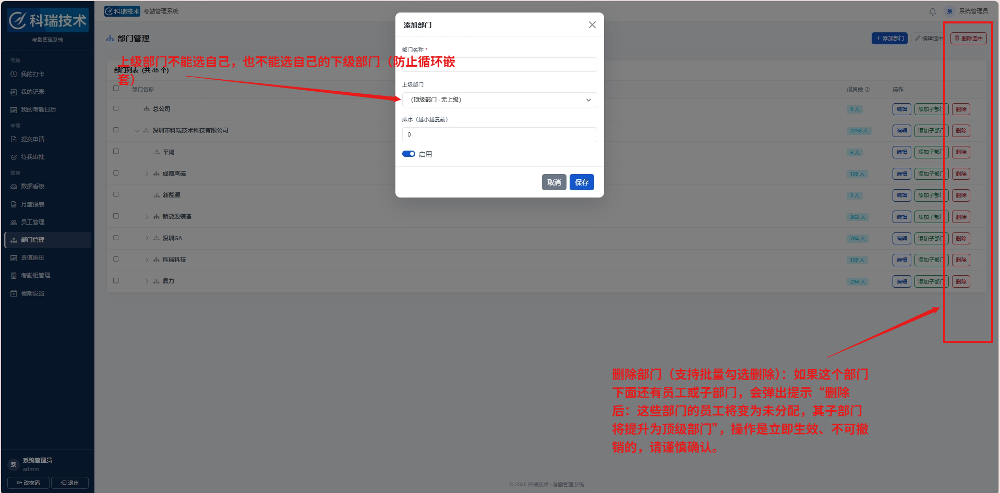 科瑞技术
考勤管理系统
考勤
我的打卡
我的记录
我的考勤日历
申请
提交申请
待我审批
管理
数据看板
月度报表
员工管理
部门管理
班值排班
考勤组管理
假期设置
系
系统管理员
admin
改密码
退出
科瑞技术 考勤管理系统
系 系统管理员
部门管理
+ 添加部门 编辑选中 删除选中
上级部门不能选自己，也不能选自己的下级部门（防止循环嵌
套）
部门列表（共 46 个）
部门名称 成员数 操作
总公司 9 人 编辑 添加子部门 删除
深圳市科瑞技术科技有限公司 2258 人 编辑 添加子部门 删除
平湖 6 人 编辑 添加子部门 删除
成都鹰诺 138 人 编辑 添加子部门 删除
新能源 3 人 编辑 添加子部门 删除
新能源装备 862 人 编辑 添加子部门 删除
深圳GA 784 人 编辑 添加子部门 删除
科瑞科技 138 人 编辑 添加子部门 删除
鼎力 294 人 编辑 添加子部门 删除
添加部门
部门名称 *
上级部门
（顶级部门 · 无上级）
排序（越小越靠前）
0
启用
取消 保存
删除部门（支持批量勾选删除）：如果这个部门
下面还有员工或子部门，会弹出提示“删除
后：这些部门的员工将变为未分配，其子部门
将提升为顶级部门”，操作是立即生效、不可撤
销的，请谨慎确认。
© 2026 科瑞技术 · 考勤管理系统